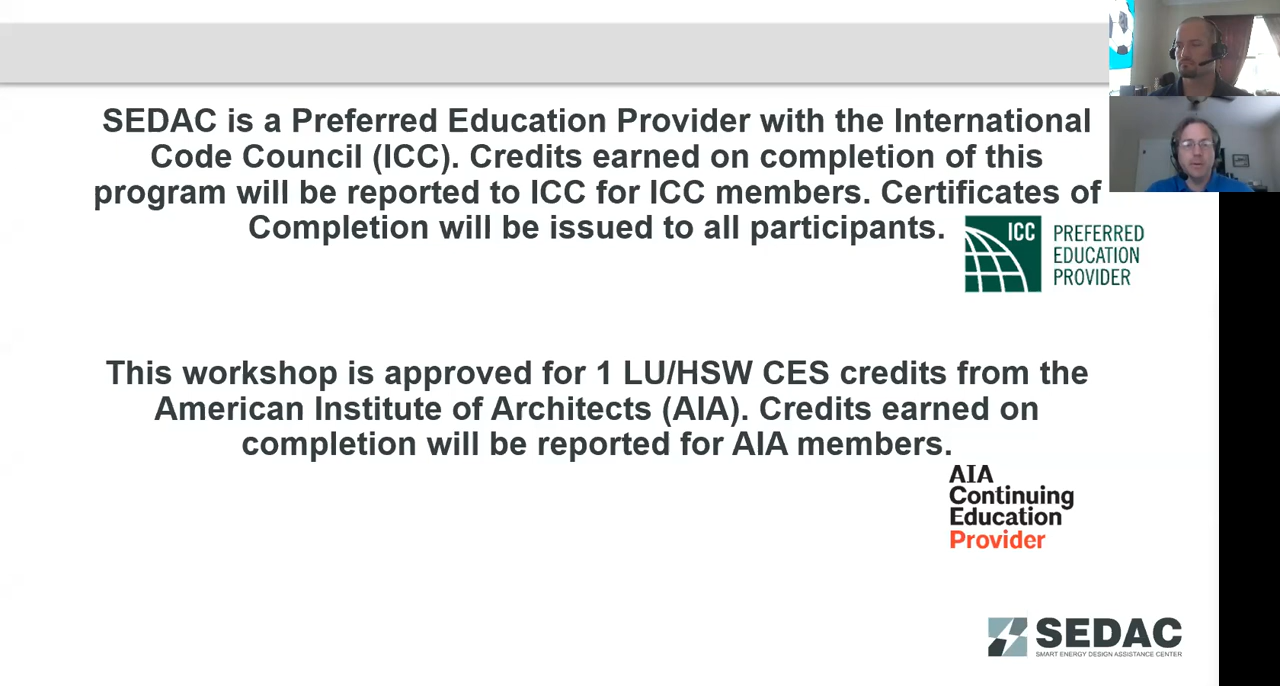 SEDAC is a Preferred Education Provider with the International
Code Council (ICC). Credits earned on completion of this
program will be reported to ICC for ICC members. Certificates of
Completion will be issued to all participants.
ICC PREFERRED
EDUCATION
PROVIDER
This workshop is approved for 1 LU/HSW CES credits from the
American Institute of Architects (AIA). Credits earned on
completion will be reported for AIA members.
AIA
Continuing
Education
Provider
SEDAC
SMART ENERGY DESIGN ASSISTANCE CENTER